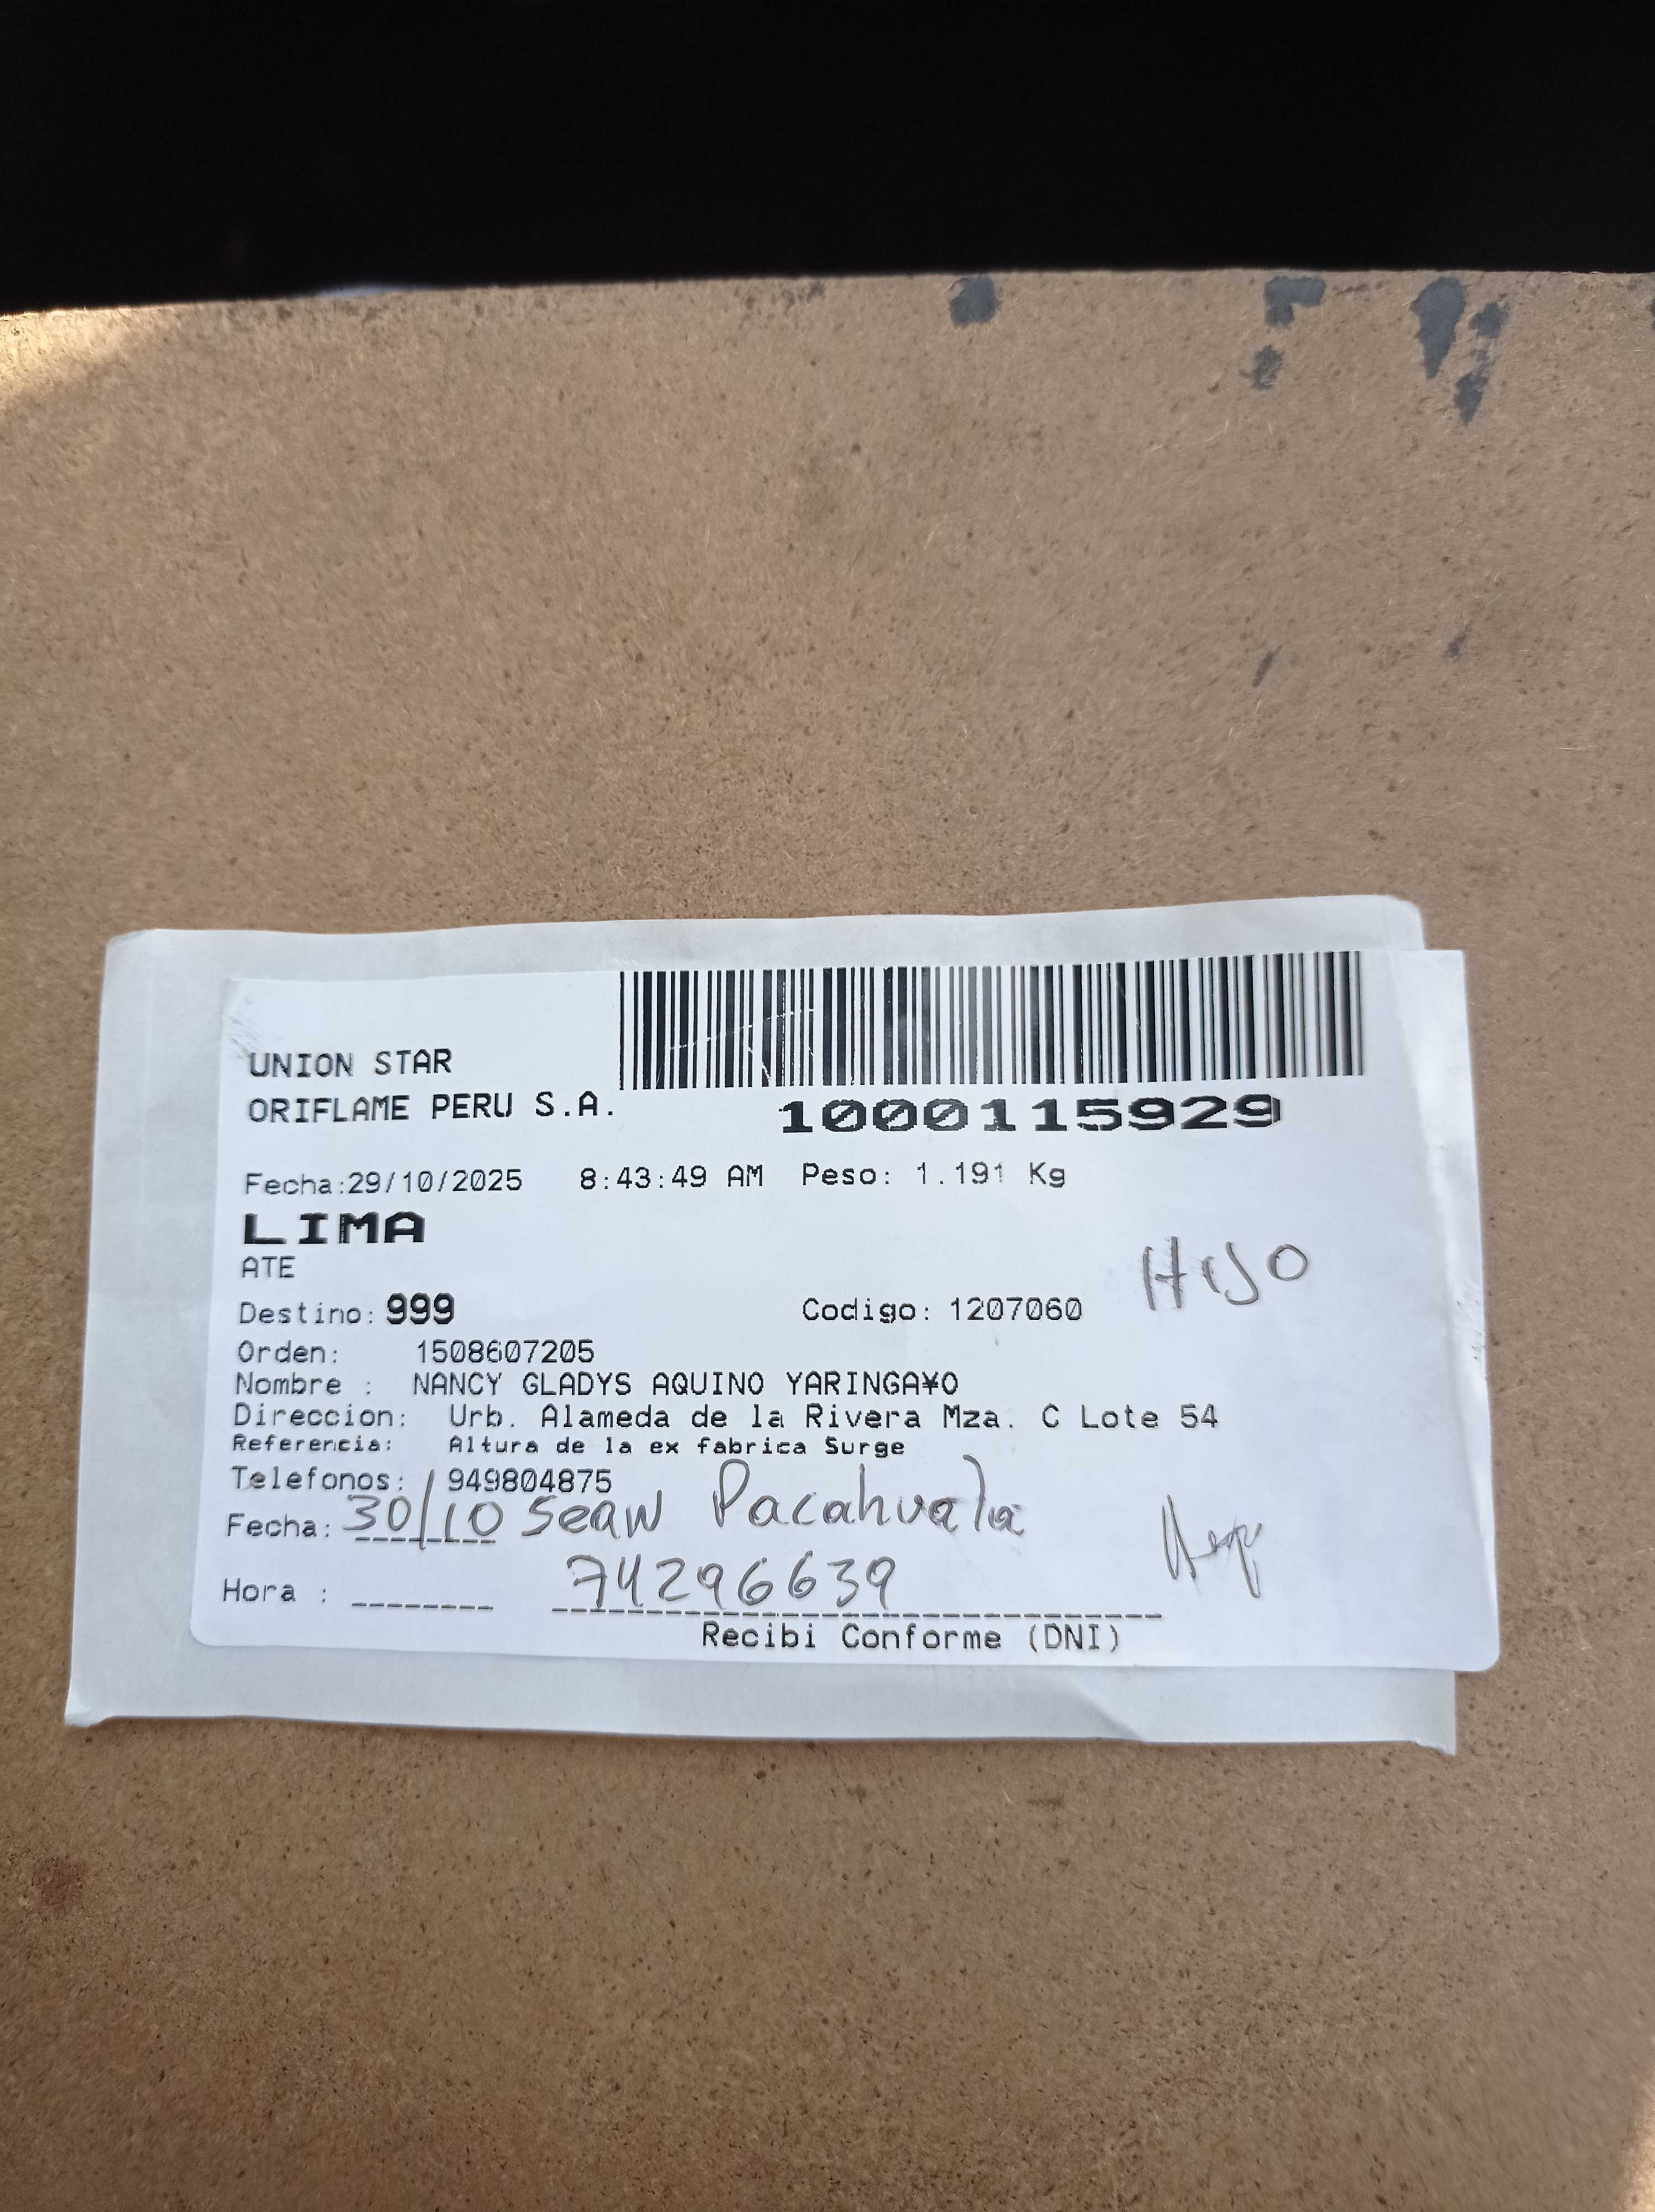 UNION STAR
ORIFLAME PERU S.A.
1000115929
Fecha:29/10/2025 8:43:49 AM Peso: 1.191 Kg
LIMA
ATE
HIJO
Destino: 999 Codigo: 1207060
Orden: 1508607205
Nombre : NANCY GLADYS AQUINO YARINGA¥O
Direccion: Urb. Alameda de la Rivera Mza. C Lote 54
Referencia: Altura de la ex fabrica Surge
Telefonos: 949804875
Fecha: 30/10 Sean Pacahuala
Hora : 74296639
Recibi Conforme (DNI)